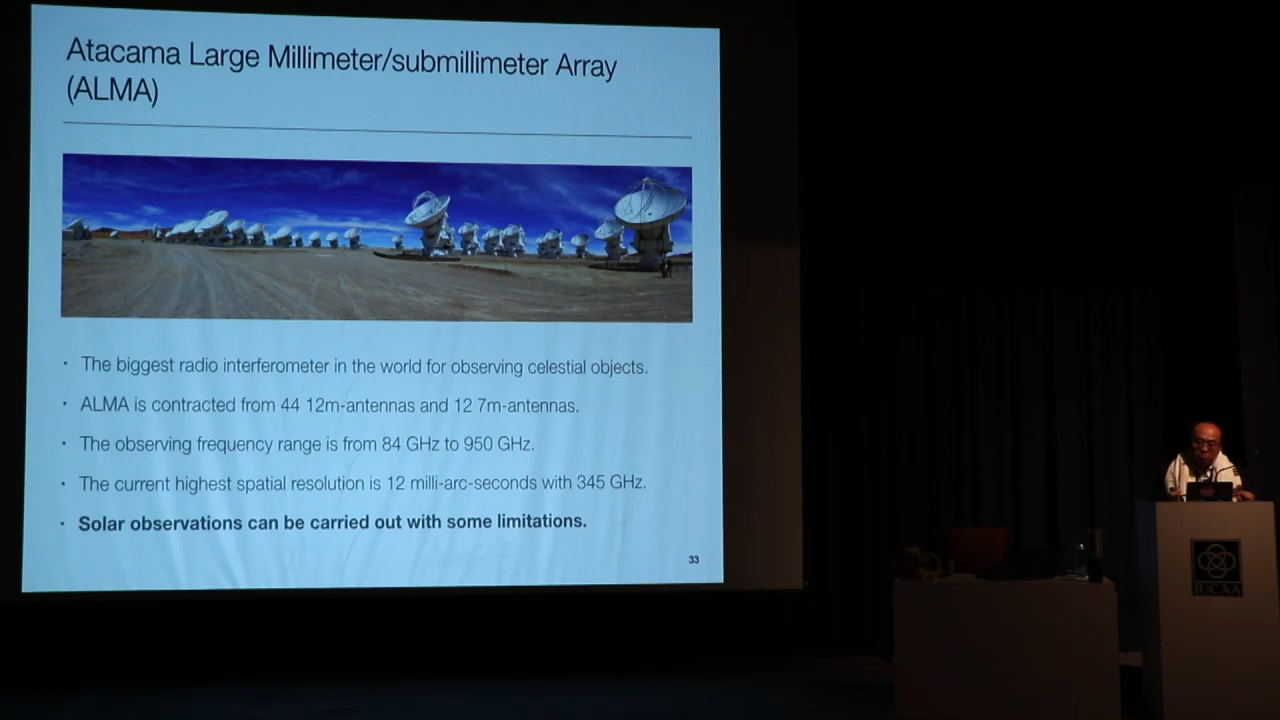 Atacama Large Millimeter/submillimeter Array
(ALMA)
• The biggest radio interferometer in the world for observing celestial objects.
• ALMA is contracted from 44 12m-antennas and 12 7m-antennas.
• The observing frequency range is from 84 GHz to 950 GHz.
• The current highest spatial resolution is 12 milli-arc-seconds with 345 GHz.
• Solar observations can be carried out with some limitations.
33
IUCAA